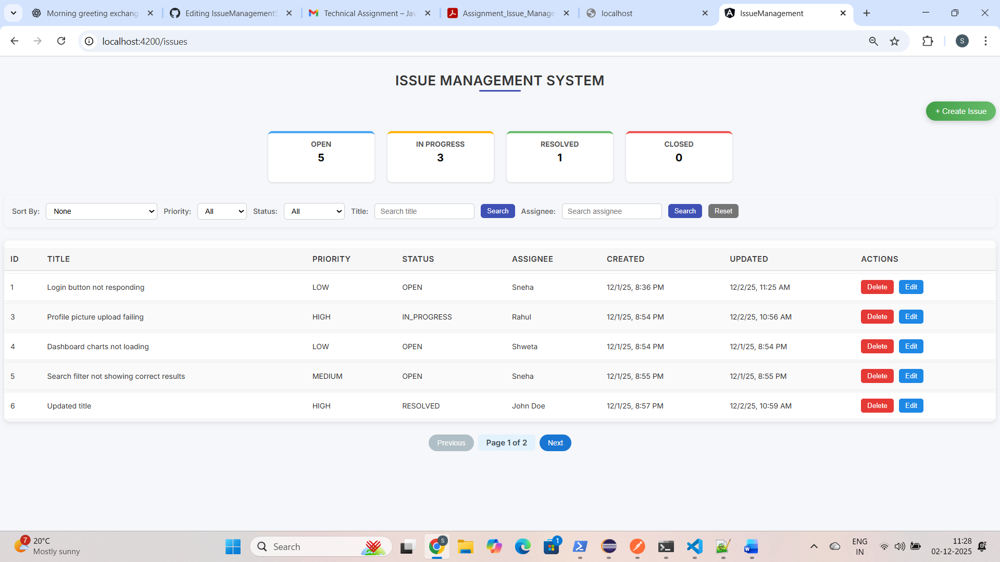 Morning greeting exchang
Editing IssueManagementS
Technical Assignment – Jav
Assignment_Issue_Manage
localhost
IssueManagement
localhost:4200/issues
S
ISSUE MANAGEMENT SYSTEM
+ Create Issue
OPEN
5
IN PROGRESS
3
RESOLVED
1
CLOSED
0
Sort By: None Priority: All Status: All Title: Search title Search Assignee: Search assignee Search Reset
ID TITLE PRIORITY STATUS ASSIGNEE CREATED UPDATED ACTIONS
1 Login button not responding LOW OPEN Sneha 12/1/25, 8:36 PM 12/2/25, 11:25 AM Delete Edit
3 Profile picture upload failing HIGH IN_PROGRESS Rahul 12/1/25, 8:54 PM 12/2/25, 10:56 AM Delete Edit
4 Dashboard charts not loading LOW OPEN Shweta 12/1/25, 8:54 PM 12/1/25, 8:54 PM Delete Edit
5 Search filter not showing correct results MEDIUM OPEN Sneha 12/1/25, 8:55 PM 12/1/25, 8:55 PM Delete Edit
6 Updated title HIGH RESOLVED John Doe 12/1/25, 8:57 PM 12/2/25, 10:59 AM Delete Edit
Previous Page 1 of 2 Next
7
20°C
Mostly sunny
Search
S
1
W
ENG
IN
11:28
02-12-2025